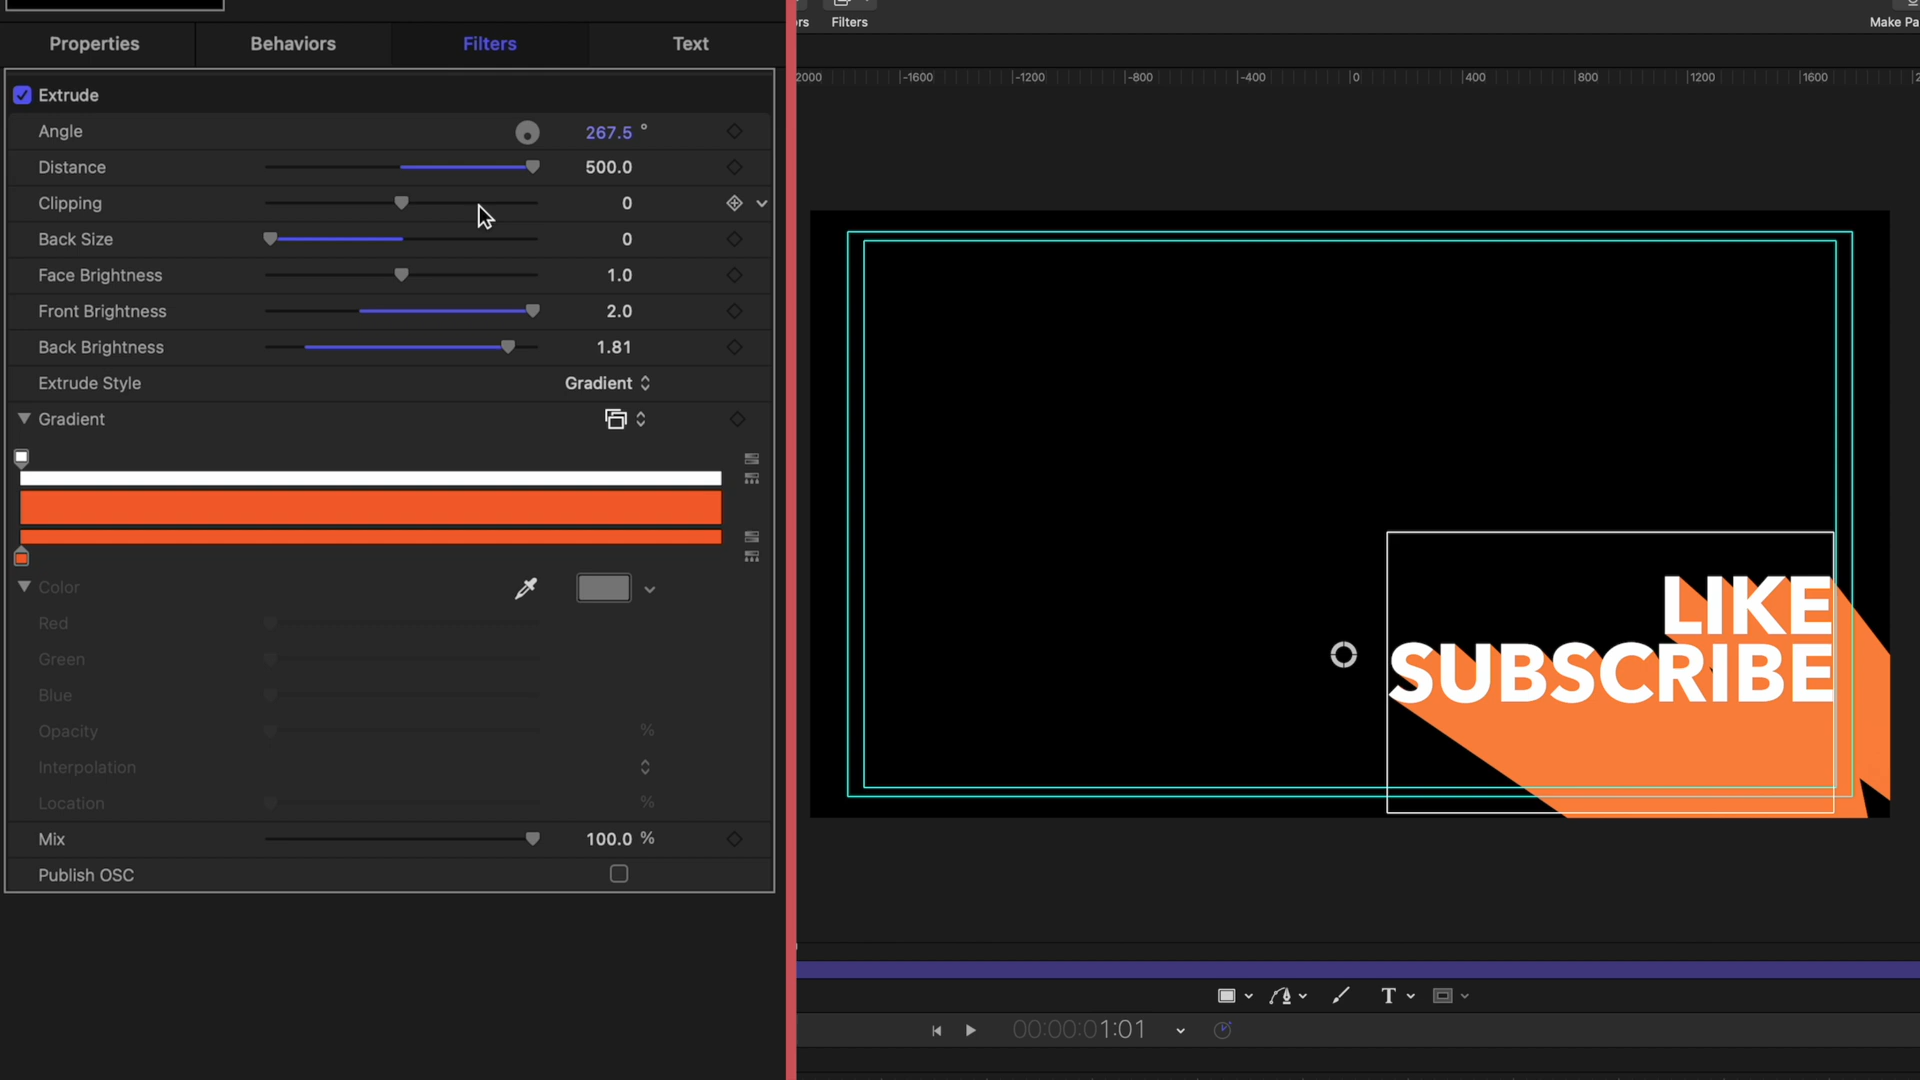 Properties Behaviors Filters Text
Extrude
Angle 267.5 °
Distance 500.0
Clipping 0
Back Size 0
Face Brightness 1.0
Front Brightness 2.0
Back Brightness 1.81
Extrude Style Gradient
Gradient
Color
Red
Green
Blue
Opacity %
Interpolation
Location %
Mix 100.0 %
Publish OSC
Filters
Make Pa
2000 -1600 -1200 -800 -400 0 400 800 1200 1600
LIKE
SUBSCRIBE
T
00:00:01:01